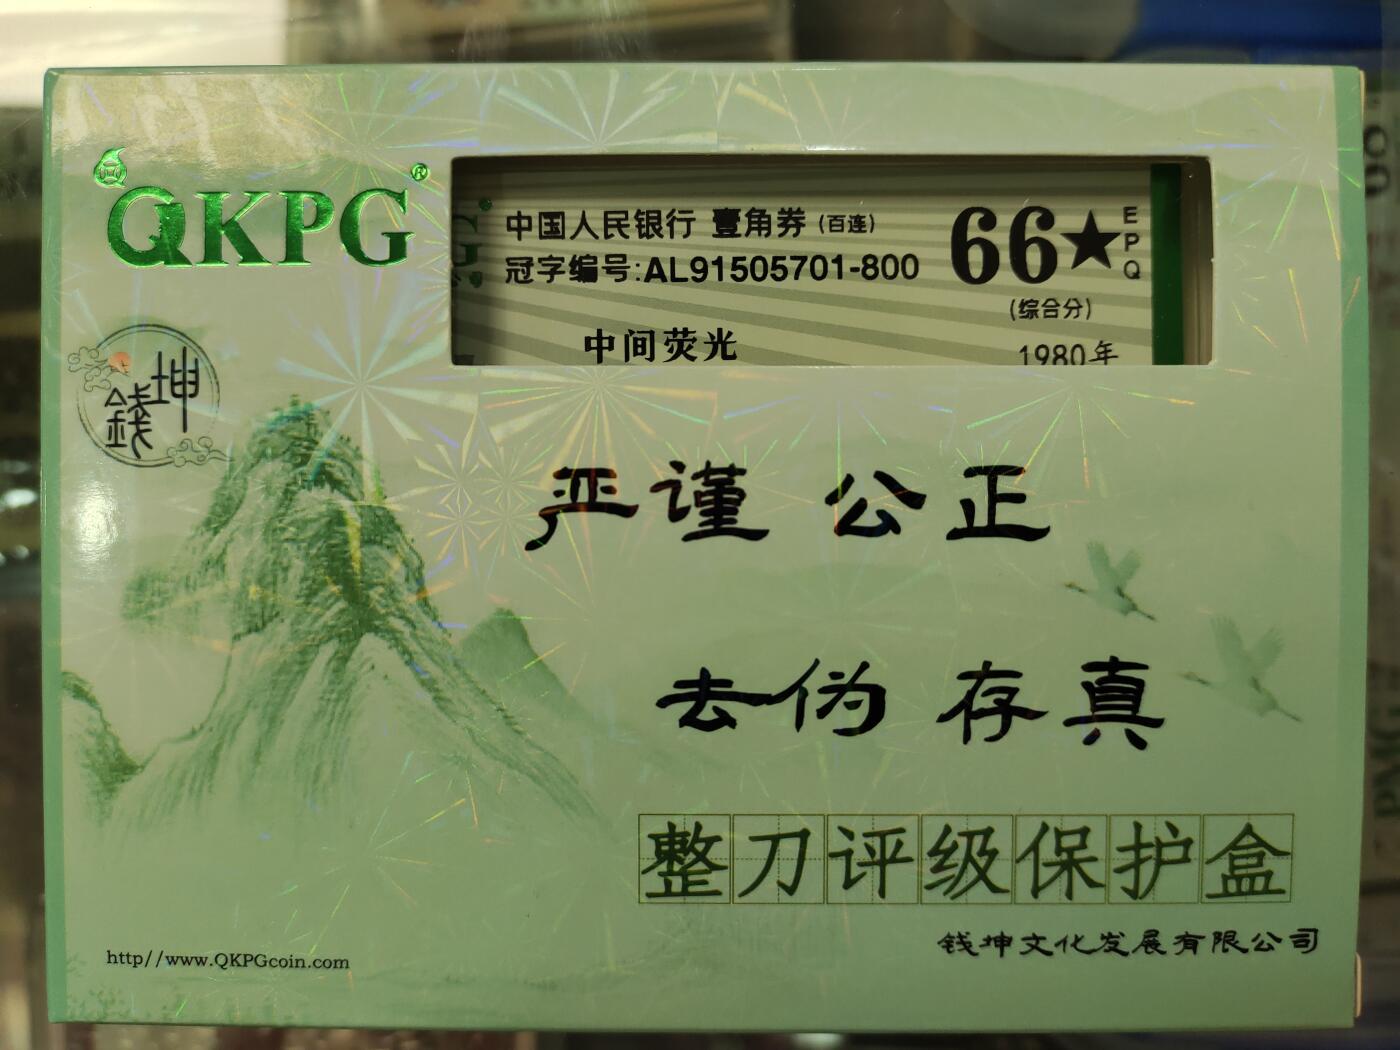 QKPG®
中国人民银行 壹角券 (百连)
冠字编号:AL91505701-800
66★
EPQ
(综合分)
中间荧光
1980年
坤
錢
严谨 公正
去伪 存真
整刀评级保护盒
钱坤文化发展有限公司
http//www.QKPGcoin.com